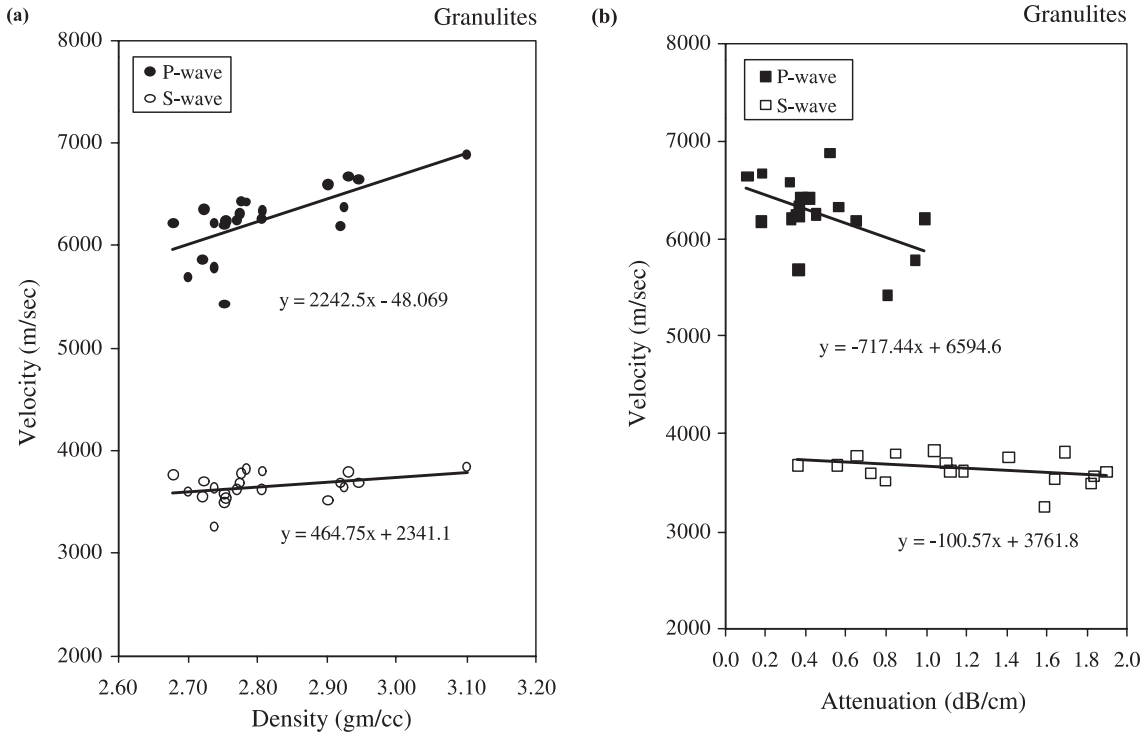 (a)
Granulites
8000
7000
6000
5000
4000
3000
2000
P-wave
S-wave
y = 2242.5x - 48.069
y = 464.75x + 2341.1
2.60 2.70 2.80 2.90 3.00 3.10 3.20
Density (gm/cc)
Velocity (m/sec)
(b)
Granulites
8000
7000
6000
5000
4000
3000
2000
P-wave
S-wave
y = -717.44x + 6594.6
y = -100.57x + 3761.8
0.0 0.2 0.4 0.6 0.8 1.0 1.2 1.4 1.6 1.8 2.0
Attenuation (dB/cm)
Velocity (m/sec)